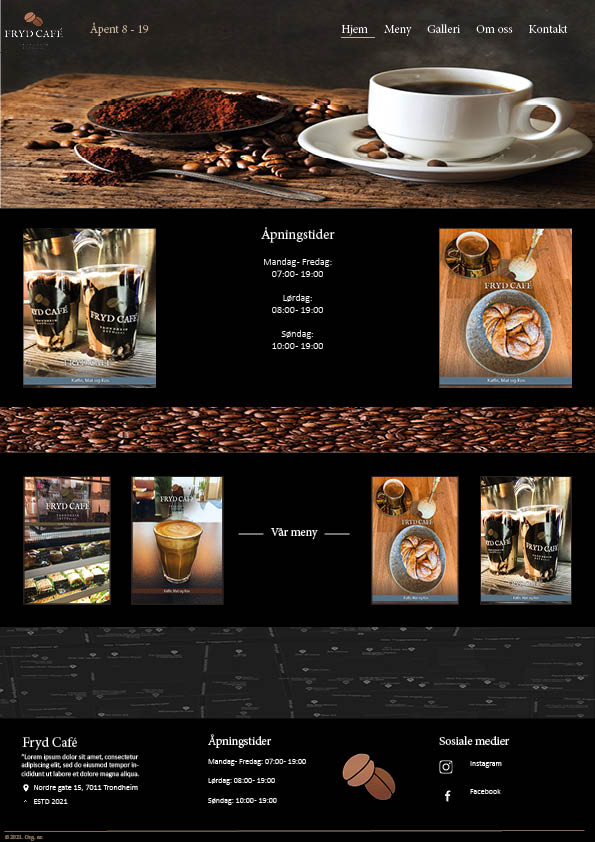 FRYD CAFÉ
Åpent 8 - 19
Hjem Meny Galleri Om oss Kontakt
Åpningstider
Mandag- Fredag:
07:00- 19:00
Lørdag:
08:00- 19:00
Søndag:
10:00- 19:00
FRYD CAFÉ
FRYD CAFÉ
TRONDHEIM
Kaffe, Mat og Kos
FRYD CAFÉ
Kaffe, Mat og Kos
FRYD CAFÉ
FRYD CAFÉ
Kaffe, Mat og Kos
Vår meny
FRYD CAFÉ
Kaffe, Mat og Kos
FRYD CAFÉ
Kaffe, Mat og Kos
Fryd Café
"Lorem ipsum dolor sit amet, consectetur
adipiscing elit, sed do eiusmod tempor in-
cididunt ut labore et dolore magna aliqua.
Nordre gate 15, 7011 Trondheim
ESTD 2021
Åpningstider
Mandag- Fredag: 07:00- 19:00
Lørdag: 08:00- 19:00
Søndag: 10:00- 19:00
Sosiale medier
Instagram
Facebook
© 2021, Org. nr.